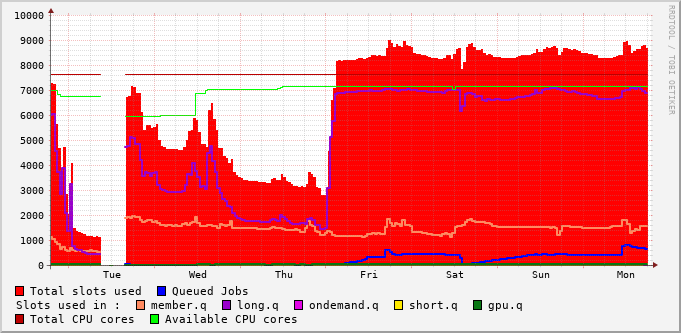 10000
9000
8000
7000
6000
5000
4000
3000
2000
1000
0
Tue Wed Thu Fri Sat Sun Mon
RRDTOOL / TOBI OETIKER
Total slots used Queued Jobs
Slots used in : member.q long.q ondemand.q short.q gpu.q
Total CPU cores Available CPU cores